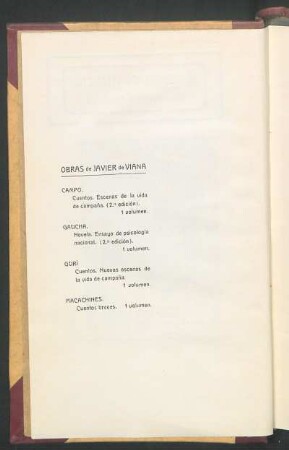 OBRAS de JAVIER de VIANA
CAMPO.
Cuentos. Escenas de la vida
de campaña. (2.ª edición).
1 volumen.
GAUCHA.
Novela. Ensayo de psicología
nacional. (3.ª edición).
1 volumen.
GURÍ
Cuentos. Nuevas escenas de
la vida de campaña.
1 volumen.
MACACHINES.
Cuentos breves. 1 volumen.